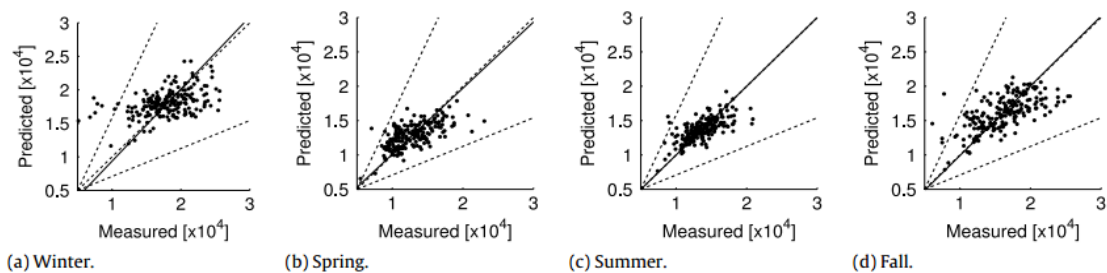 3
2.5
2
1.5
1
0.5
Predicted [x10⁴]
1 2 3
Measured [x10⁴]
(a) Winter.
3
2.5
2
1.5
1
0.5
Predicted [x10⁴]
1 2 3
Measured [x10⁴]
(b) Spring.
3
2.5
2
1.5
1
0.5
Predicted [x10⁴]
1 2 3
Measured [x10⁴]
(c) Summer.
3
2.5
2
1.5
1
0.5
Predicted [x10⁴]
1 2 3
Measured [x10⁴]
(d) Fall.